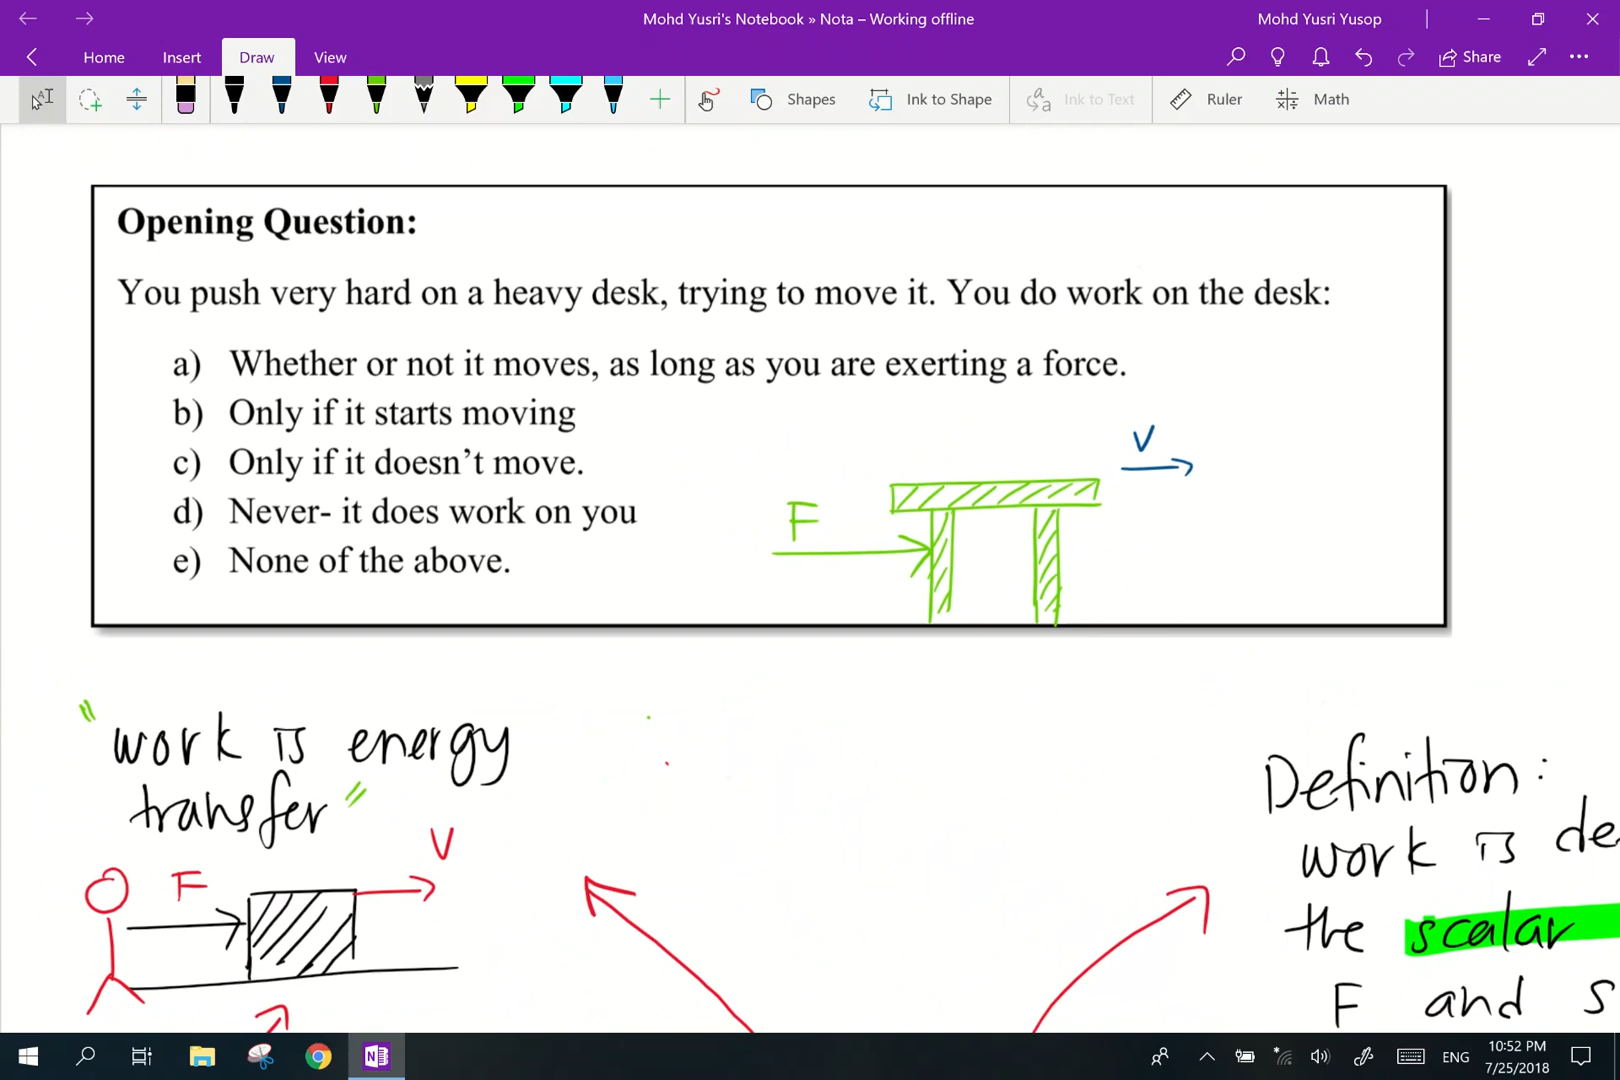 Mohd Yusri's Notebook » Nota – Working offline
Mohd Yusri Yusop
Home Insert Draw View
Share
Shapes Ink to Shape Ink to Text Ruler Math
Opening Question:
You push very hard on a heavy desk, trying to move it. You do work on the desk:
a) Whether or not it moves, as long as you are exerting a force.
b) Only if it starts moving
c) Only if it doesn’t move.
d) Never- it does work on you
e) None of the above.
V
F
"work is energy
transfer"
V
F
Definition:
work is de
the scalar
F and S
ENG
10:52 PM
7/25/2018